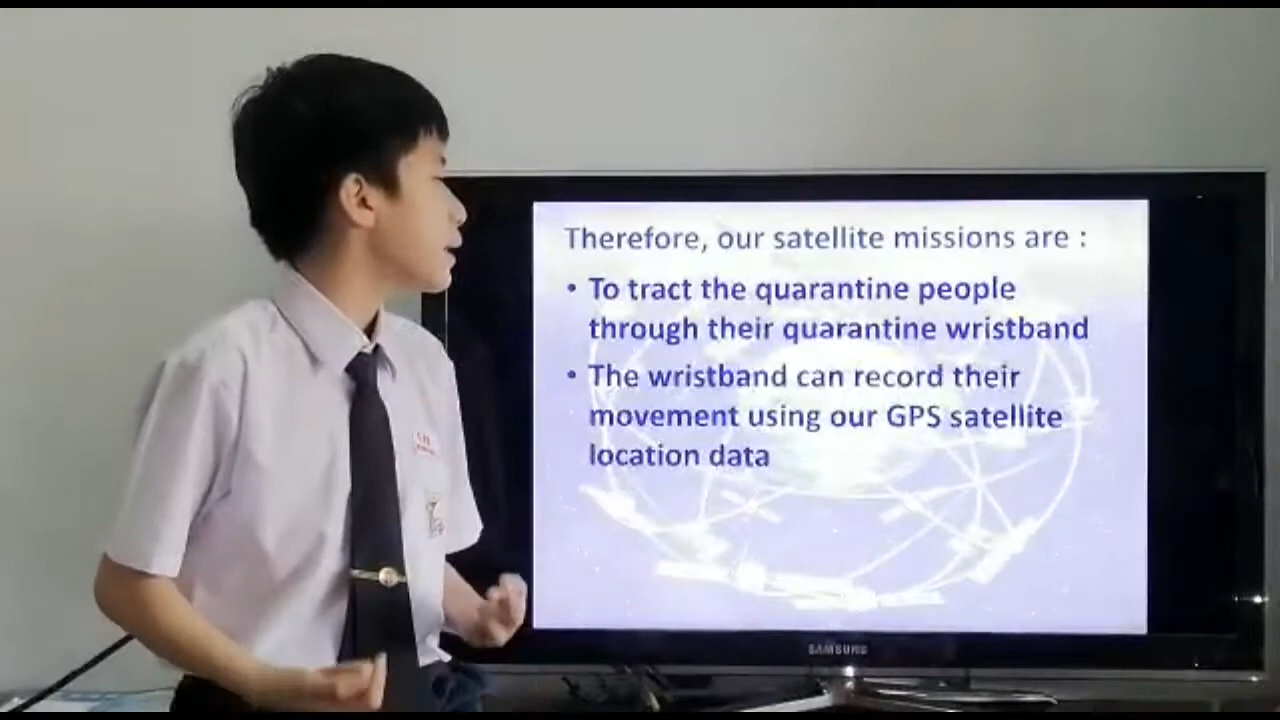 Therefore, our satellite missions are :
• To tract the quarantine people
through their quarantine wristband
• The wristband can record their
movement using our GPS satellite
location data
SAMSUNG